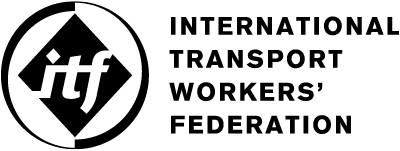 itf
INTERNATIONAL
TRANSPORT
WORKERS’
FEDERATION